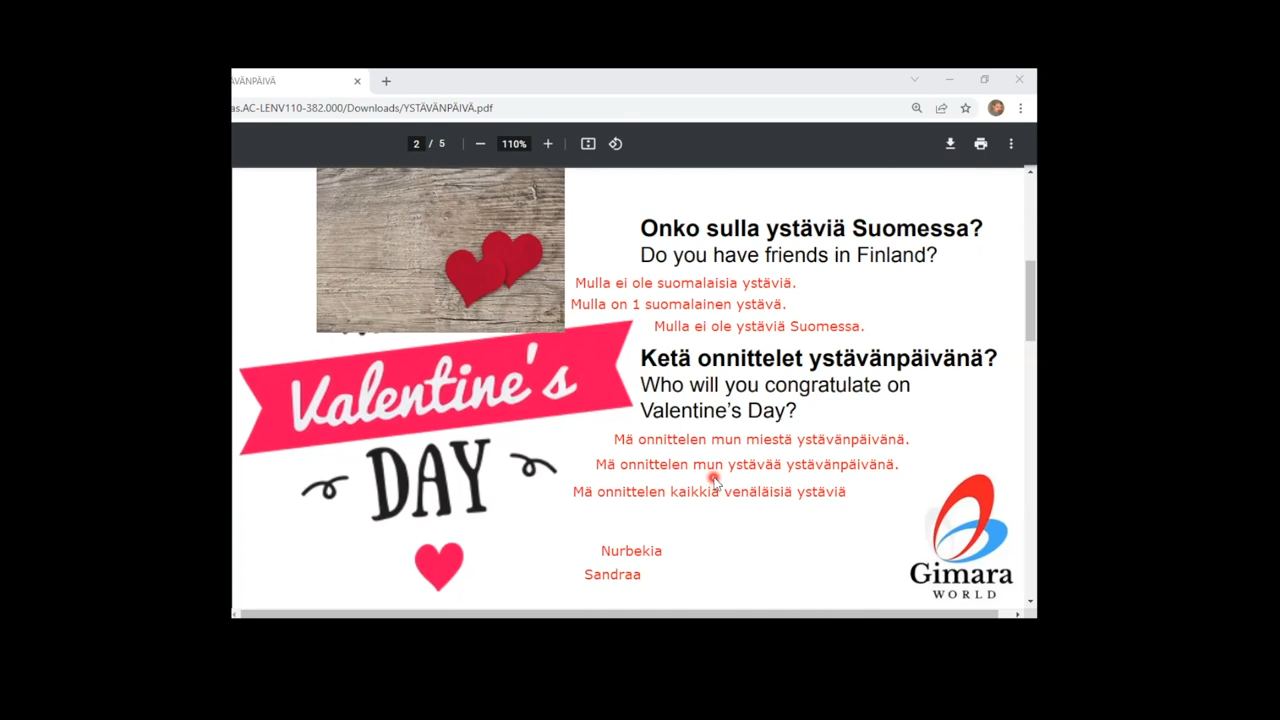 ÄVÄNPÄIVÄ
as.AC-LENV110-382.000/Downloads/YSTÄVÄNPÄIVÄ.pdf
2 / 5
110%
Onko sulla ystäviä Suomessa?
Do you have friends in Finland?
Mulla ei ole suomalaisia ystäviä.
Mulla on 1 suomalainen ystävä.
Mulla ei ole ystäviä Suomessa.
Valentine's
DAY
Ketä onnittelet ystävänpäivänä?
Who will you congratulate on
Valentine's Day?
Mä onnittelen mun miestä ystävänpäivänä.
Mä onnittelen mun ystävää ystävänpäivänä.
Mä onnittelen kaikkia venäläisiä ystäviä
Nurbekia
Sandraa
Gimara
WORLD